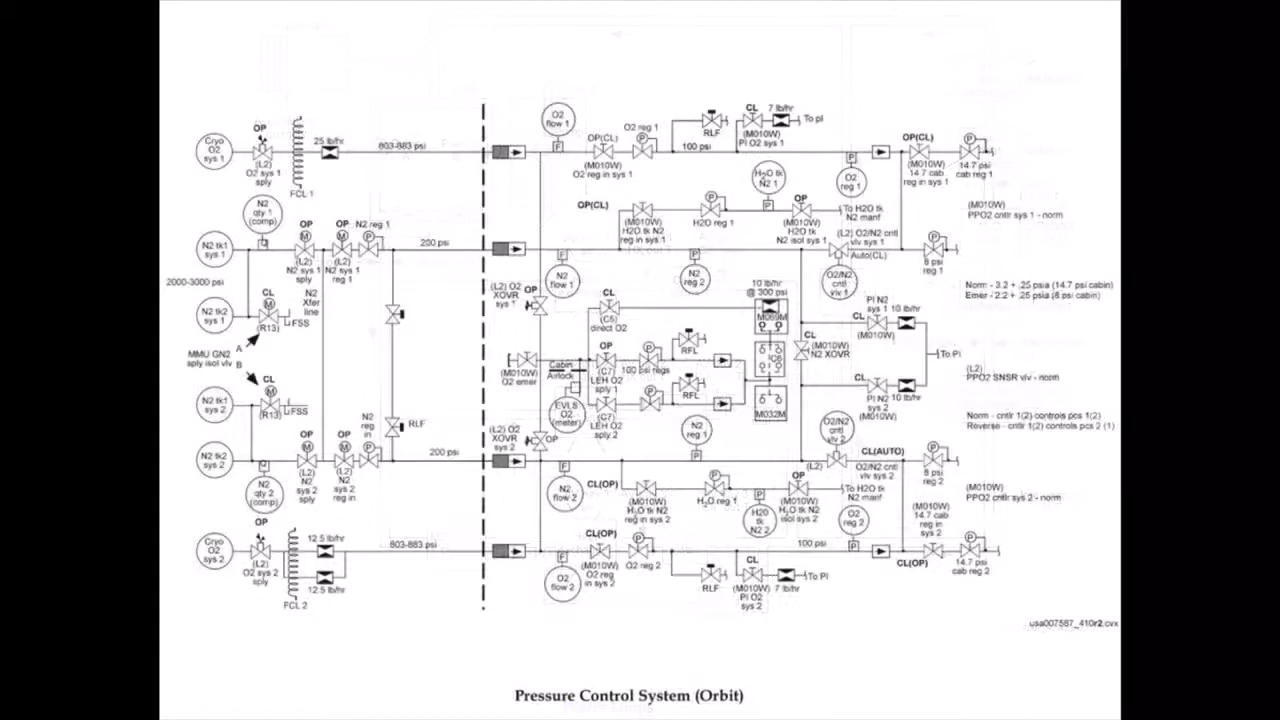 O2
flow 1
OP
Cryo
O2
sys 1
(L2)
O2 sys 1
sply
FCL 1
25 lb/hr
803-883 psi
OP(CL)
(M010W)
O2 reg in sys 1
O2 reg 1
100 psi
RLF
CL
7 lb/hr
To pl
(M010W)
Pl O2 sys 1
O2
reg 1
OP(CL)
(M010W)
14.7 cab
reg in sys 1
14.7 psi
cab reg 1
H2O tk
N2 1
N2
qty 1
(comp)
OP(CL)
(M010W)
H2O tk N2
reg in sys 1
H2O reg 1
OP
(M010W)
H2O tk
N2 isol sys 1
To H2O tk
N2 manf
(M010W)
PPO2 cntlr sys 1 - norm
N2 tk1
sys 1
OP
M
(L2)
N2 sys 1
sply
OP
M
(L2)
N2 sys 1
reg 1
N2 reg 1
200 psi
N2
flow 1
N2
reg 2
(L2) O2/N2 cntl
vlv sys 1
Auto(CL)
O2/N2
cntl
vlv 1
8 psi
reg 1
2000-3000 psi
N2 tk2
sys 1
CL
M
(R13)
FSS
N2
Xfer
line
(L2) O2
XOVR
sys 1
OP
CL
(C5)
direct O2
10 lb/hr
@ 300 psi
M069M
Norm - 3.2 + .25 psia (14.7 psi cabin)
Emer - 2.2 + .25 psia (8 psi cabin)
Pl N2
sys 1
10 lb/hr
CL
(M010W)
MMU GN2
sply isol vlv
A
B
CL
(M010W)
N2 XOVR
To Pl
(M010W)
O2 emer
Cabin
Airlock
OP
(C7)
LEH O2
sply 1
100 psi regs
RFL
C6
(L2)
PPO2 SNSR vlv - norm
CL
M
(R13)
FSS
N2 tk1
sys 2
EVLS
O2
(meter)
(C7)
LEH O2
sply 2
RFL
M032M
CL
Pl N2
sys 2
(M010W)
10 lb/hr
Norm - cntlr 1(2) controls pcs 1(2)
Reverse - cntlr 1(2) controls pcs 2 (1)
N2
reg
in
RLF
(L2) O2
XOVR
sys 2
OP
N2
reg 1
O2/N2
cntl
vlv 2
CL(AUTO)
N2 tk2
sys 2
OP
M
(L2)
N2 sys 2
sply
OP
M
(L2)
N2
sys 2
reg in
200 psi
(L2)
O2/N2 cntl
vlv sys 2
8 psi
reg 2
N2
qty 2
(comp)
N2
flow 2
CL(OP)
(M010W)
H2O tk N2
reg in sys 2
H2O reg 1
OP
(M010W)
H2O tk N2
isol sys 2
To H2O tk
N2 manf
H20
tk
N2 2
O2
reg 2
(M010W)
PPO2 cntlr sys 2 - norm
(M010W)
14.7 cab
reg in
sys 2
Cryo
O2
sys 2
OP
(L2)
O2 sys 2
sply
FCL 2
12.5 lb/hr
12.5 lb/hr
803-883 psi
O2
flow 2
CL(OP)
(M010W)
O2 reg
in sys 2
O2 reg 2
100 psi
RLF
CL
(M010W)
Pl O2
sys 2
7 lb/hr
To Pl
CL(OP)
14.7 psi
cab reg 2
usa007587_410r2.cvx
Pressure Control System (Orbit)